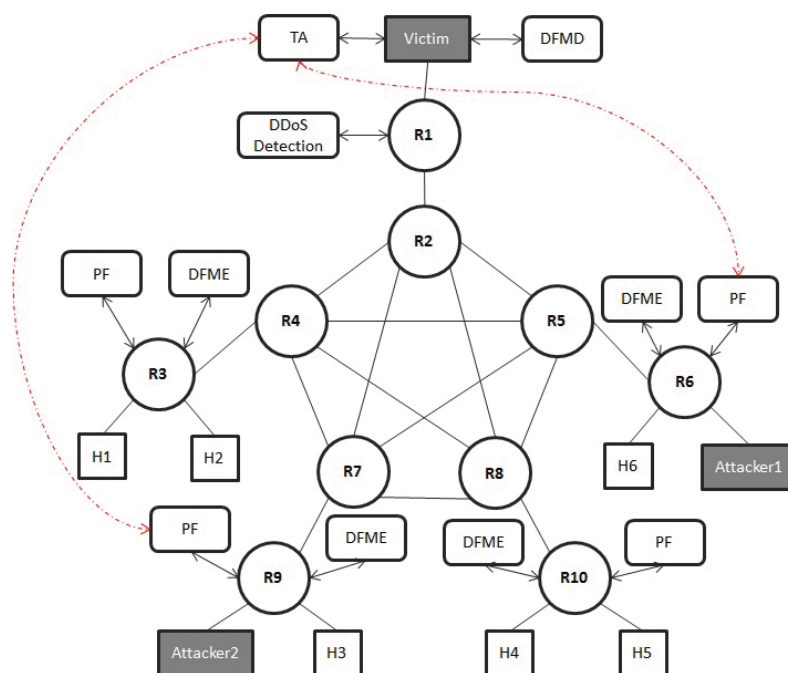 TA
Victim
DFMD
DDoS
Detection
R1
R2
PF
DFME
R4
R5
DFME
PF
R3
R6
H1
H2
R7
R8
H6
Attacker1
PF
DFME
DFME
PF
R9
R10
Attacker2
H3
H4
H5